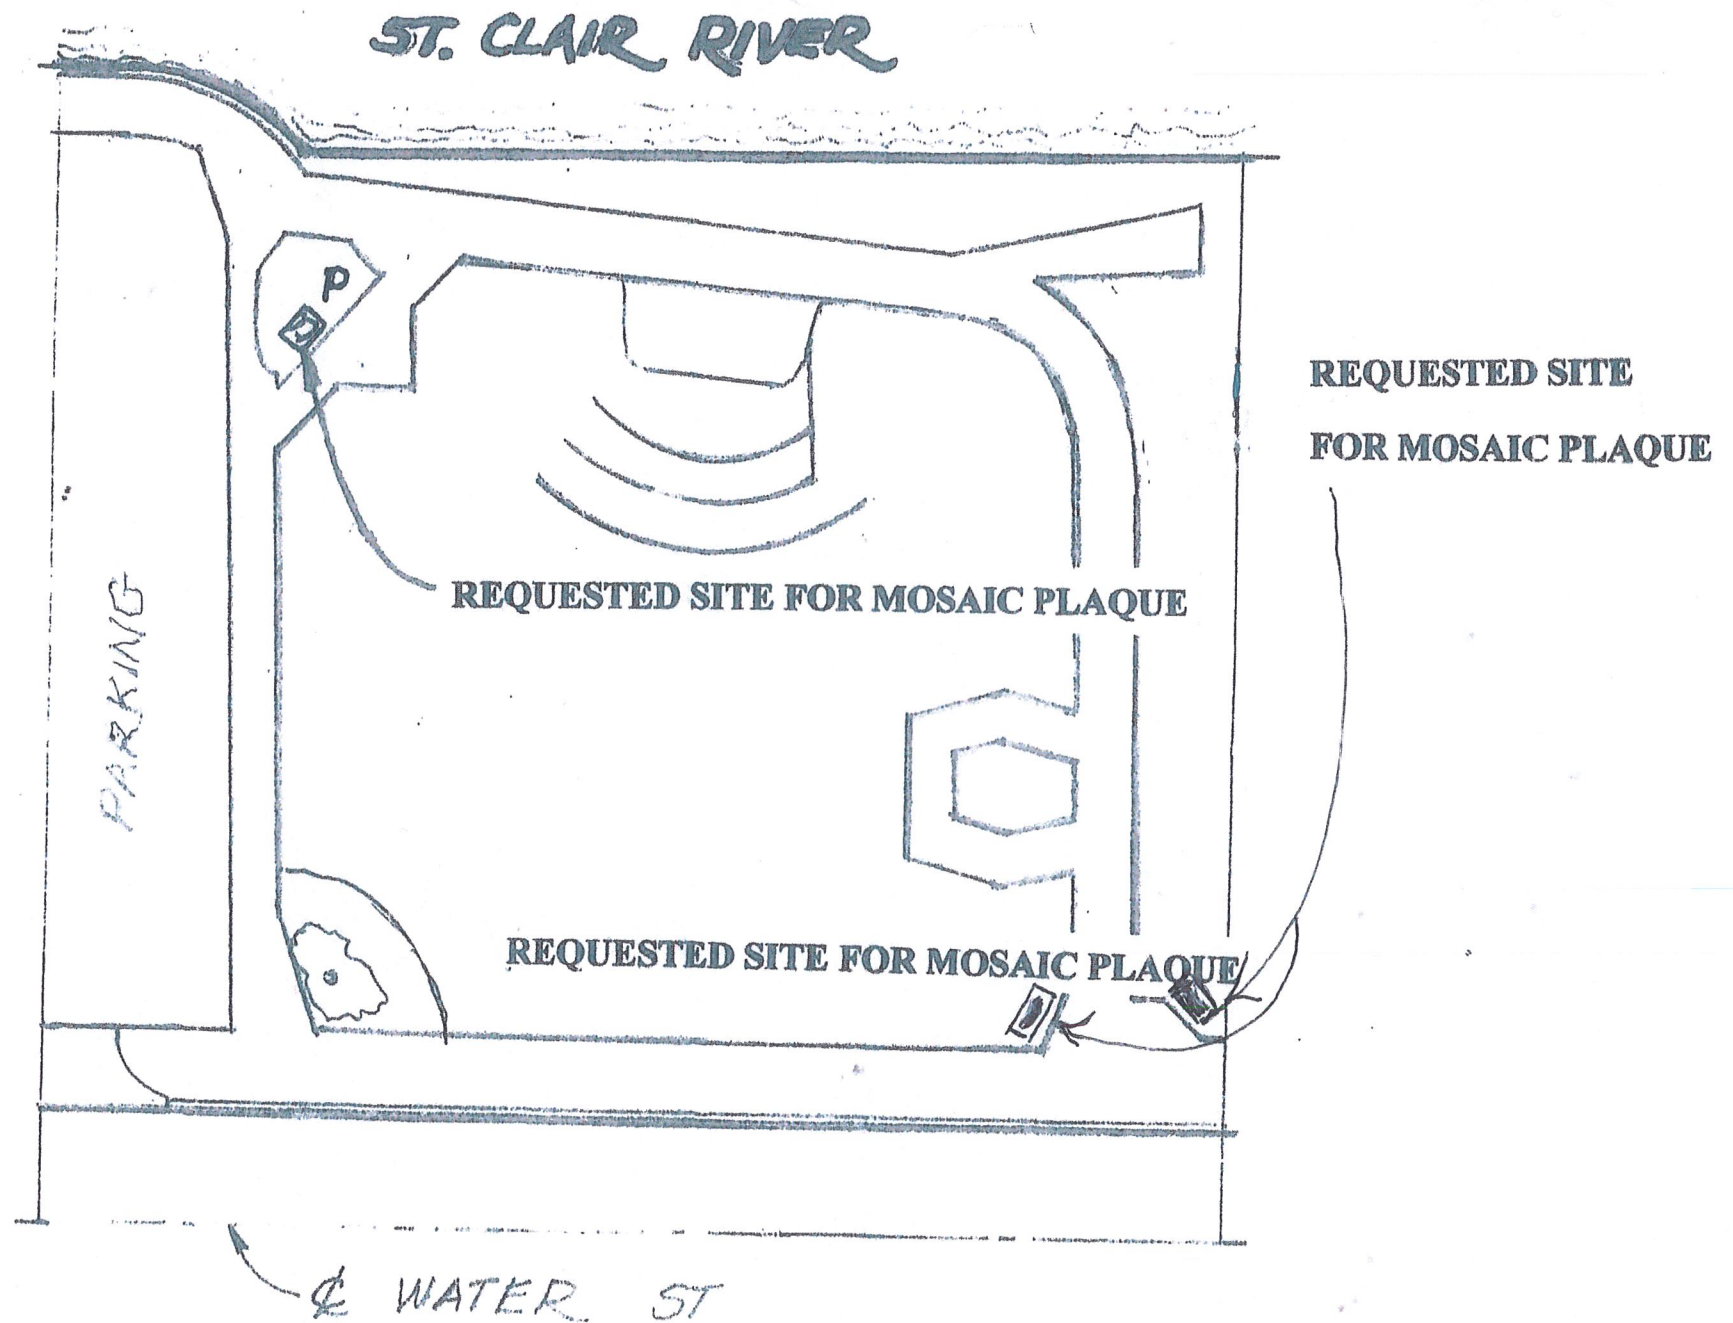 ST. CLAIR RIVER
P
REQUESTED SITE
FOR MOSAIC PLAQUE
REQUESTED SITE FOR MOSAIC PLAQUE
PARKING
REQUESTED SITE FOR MOSAIC PLAQUE
℄ WATER ST